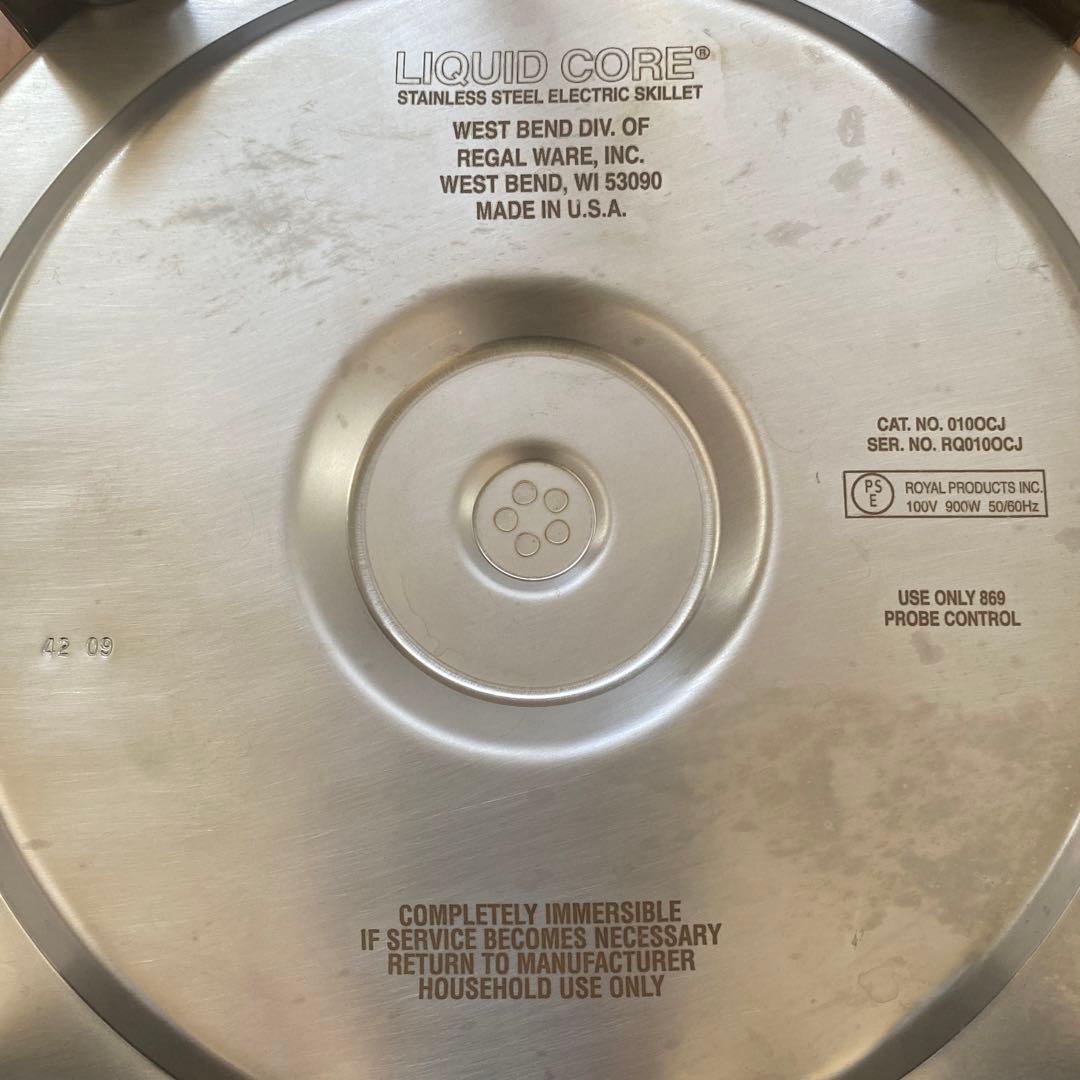 LIQUID CORE®
STAINLESS STEEL ELECTRIC SKILLET
WEST BEND DIV. OF
REGAL WARE, INC.
WEST BEND, WI 53090
MADE IN U.S.A.
CAT. NO. 010OCJ
SER. NO. RQ010OCJ
PS
E
ROYAL PRODUCTS INC.
100V 900W 50/60Hz
USE ONLY 869
PROBE CONTROL
42 09
COMPLETELY IMMERSIBLE
IF SERVICE BECOMES NECESSARY
RETURN TO MANUFACTURER
HOUSEHOLD USE ONLY